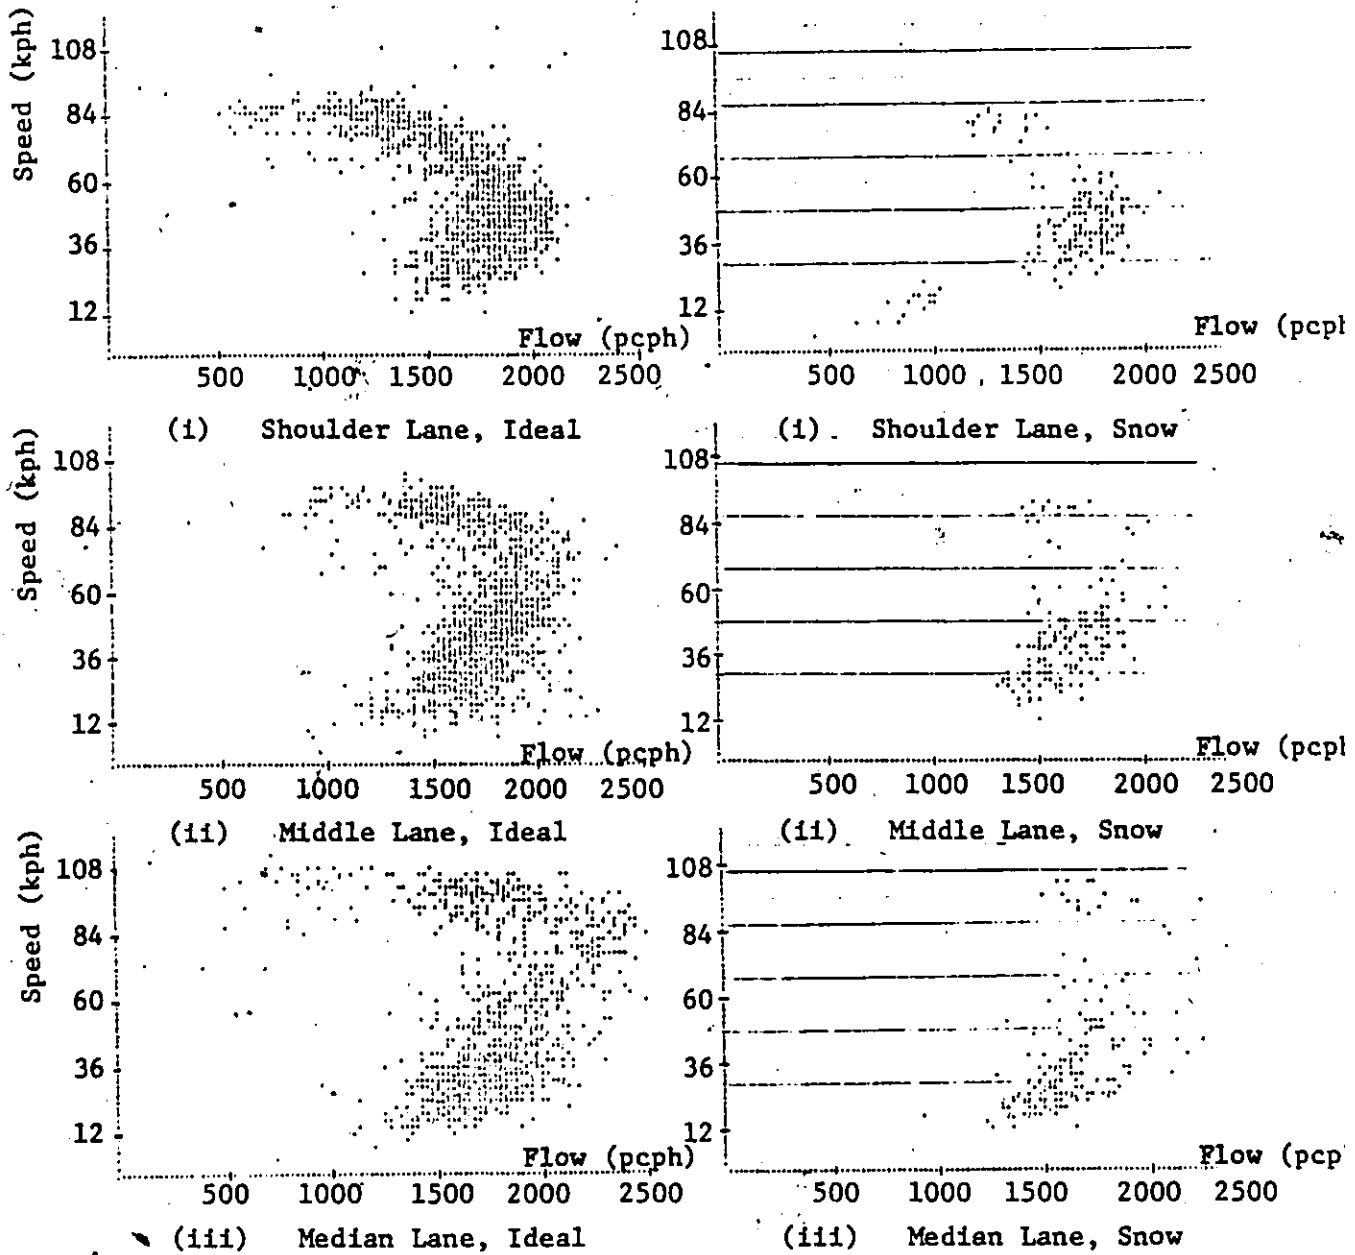 Speed (kph)
108
84
60
36
12
Flow (pcph)
500 1000 1500 2000 2500
(i) Shoulder Lane, Ideal
108
84
60
36
12
Flow (pcph
500 1000 1500 2000 2500
(i) Shoulder Lane, Snow
Speed (kph)
108
84
60
36
12
Flow (pcph)
500 1000 1500 2000 2500
(ii) Middle Lane, Ideal
108
84
60
36
12
Flow (pcph
500 1000 1500 2000 2500
(ii) Middle Lane, Snow
Speed (kph)
108
84
60
36
12
Flow (pcph)
500 1000 1500 2000 2500
(iii) Median Lane, Ideal
108
84
60
36
12
Flow (pcp
500 1000 1500 2000 2500
(iii) Median Lane, Snow